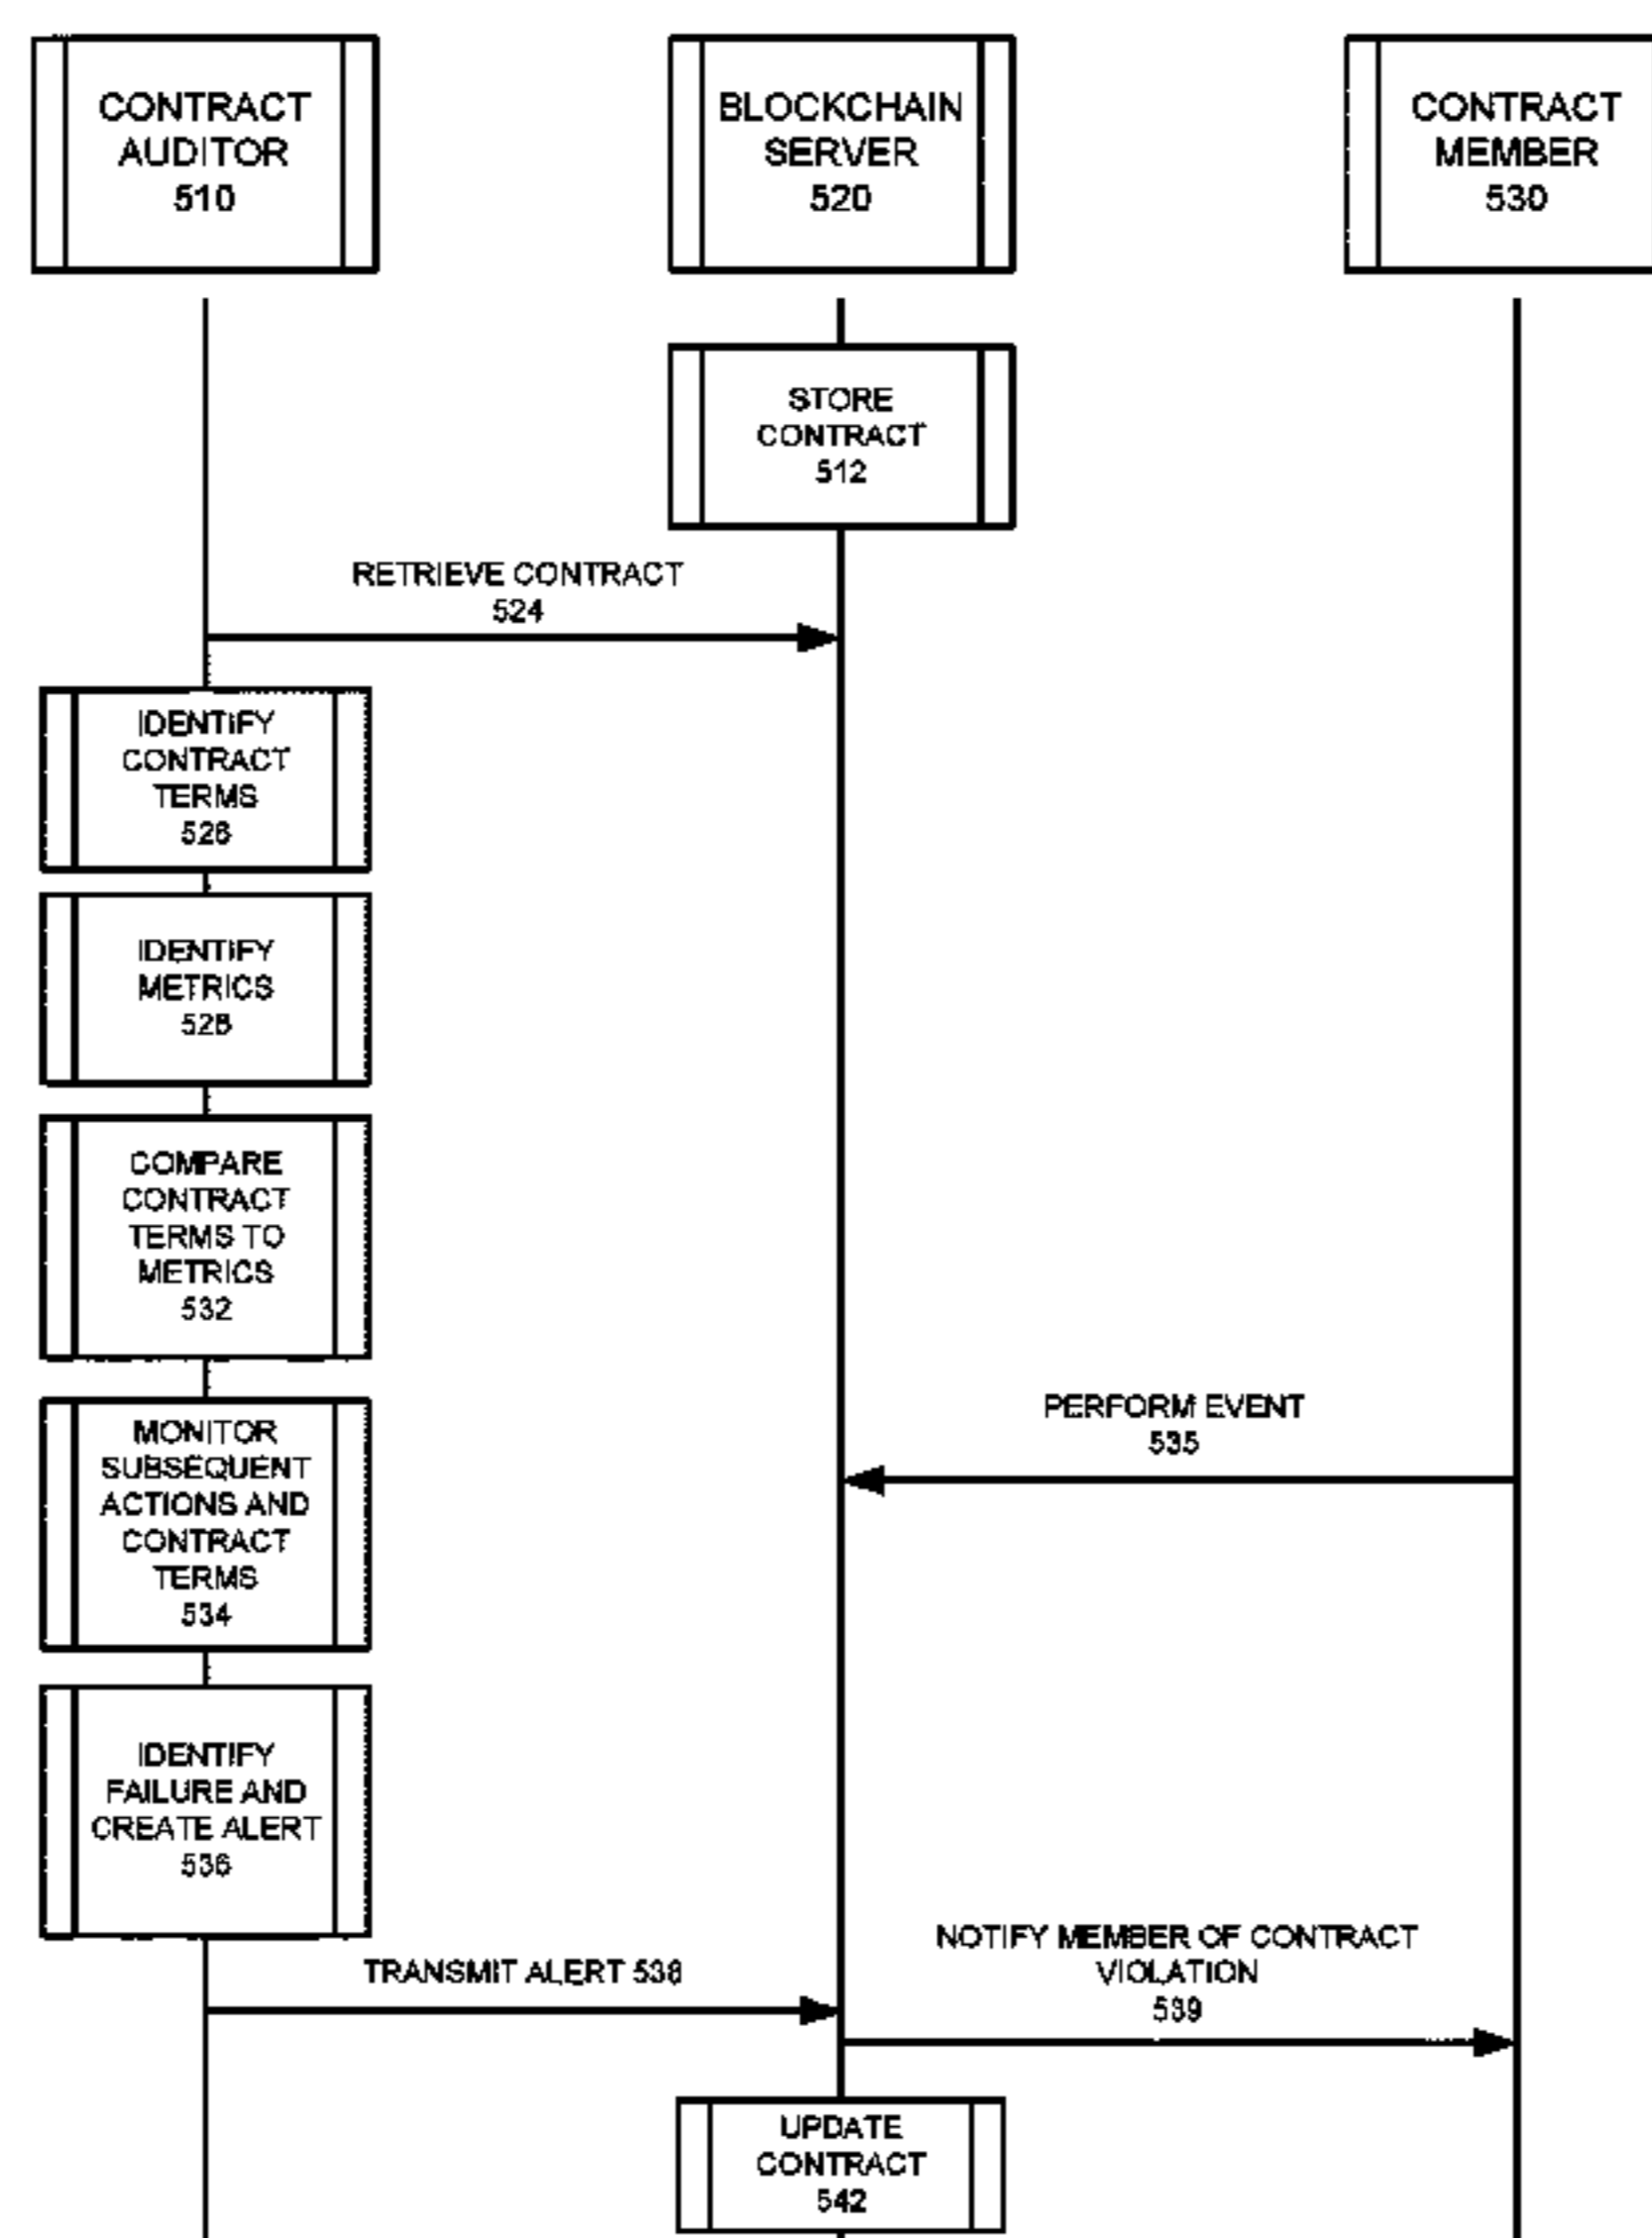 CONTRACT
AUDITOR
510
BLOCKCHAIN
SERVER
520
CONTRACT
MEMBER
530
STORE
CONTRACT
512
RETRIEVE CONTRACT
524
IDENTIFY
CONTRACT
TERMS
526
IDENTIFY
METRICS
528
COMPARE
CONTRACT
TERMS TO
METRICS
532
MONITOR
SUBSEQUENT
ACTIONS AND
CONTRACT
TERMS
534
PERFORM EVENT
535
IDENTIFY
FAILURE AND
CREATE ALERT
536
TRANSMIT ALERT 538
NOTIFY MEMBER OF CONTRACT
VIOLATION
539
UPDATE
CONTRACT
542